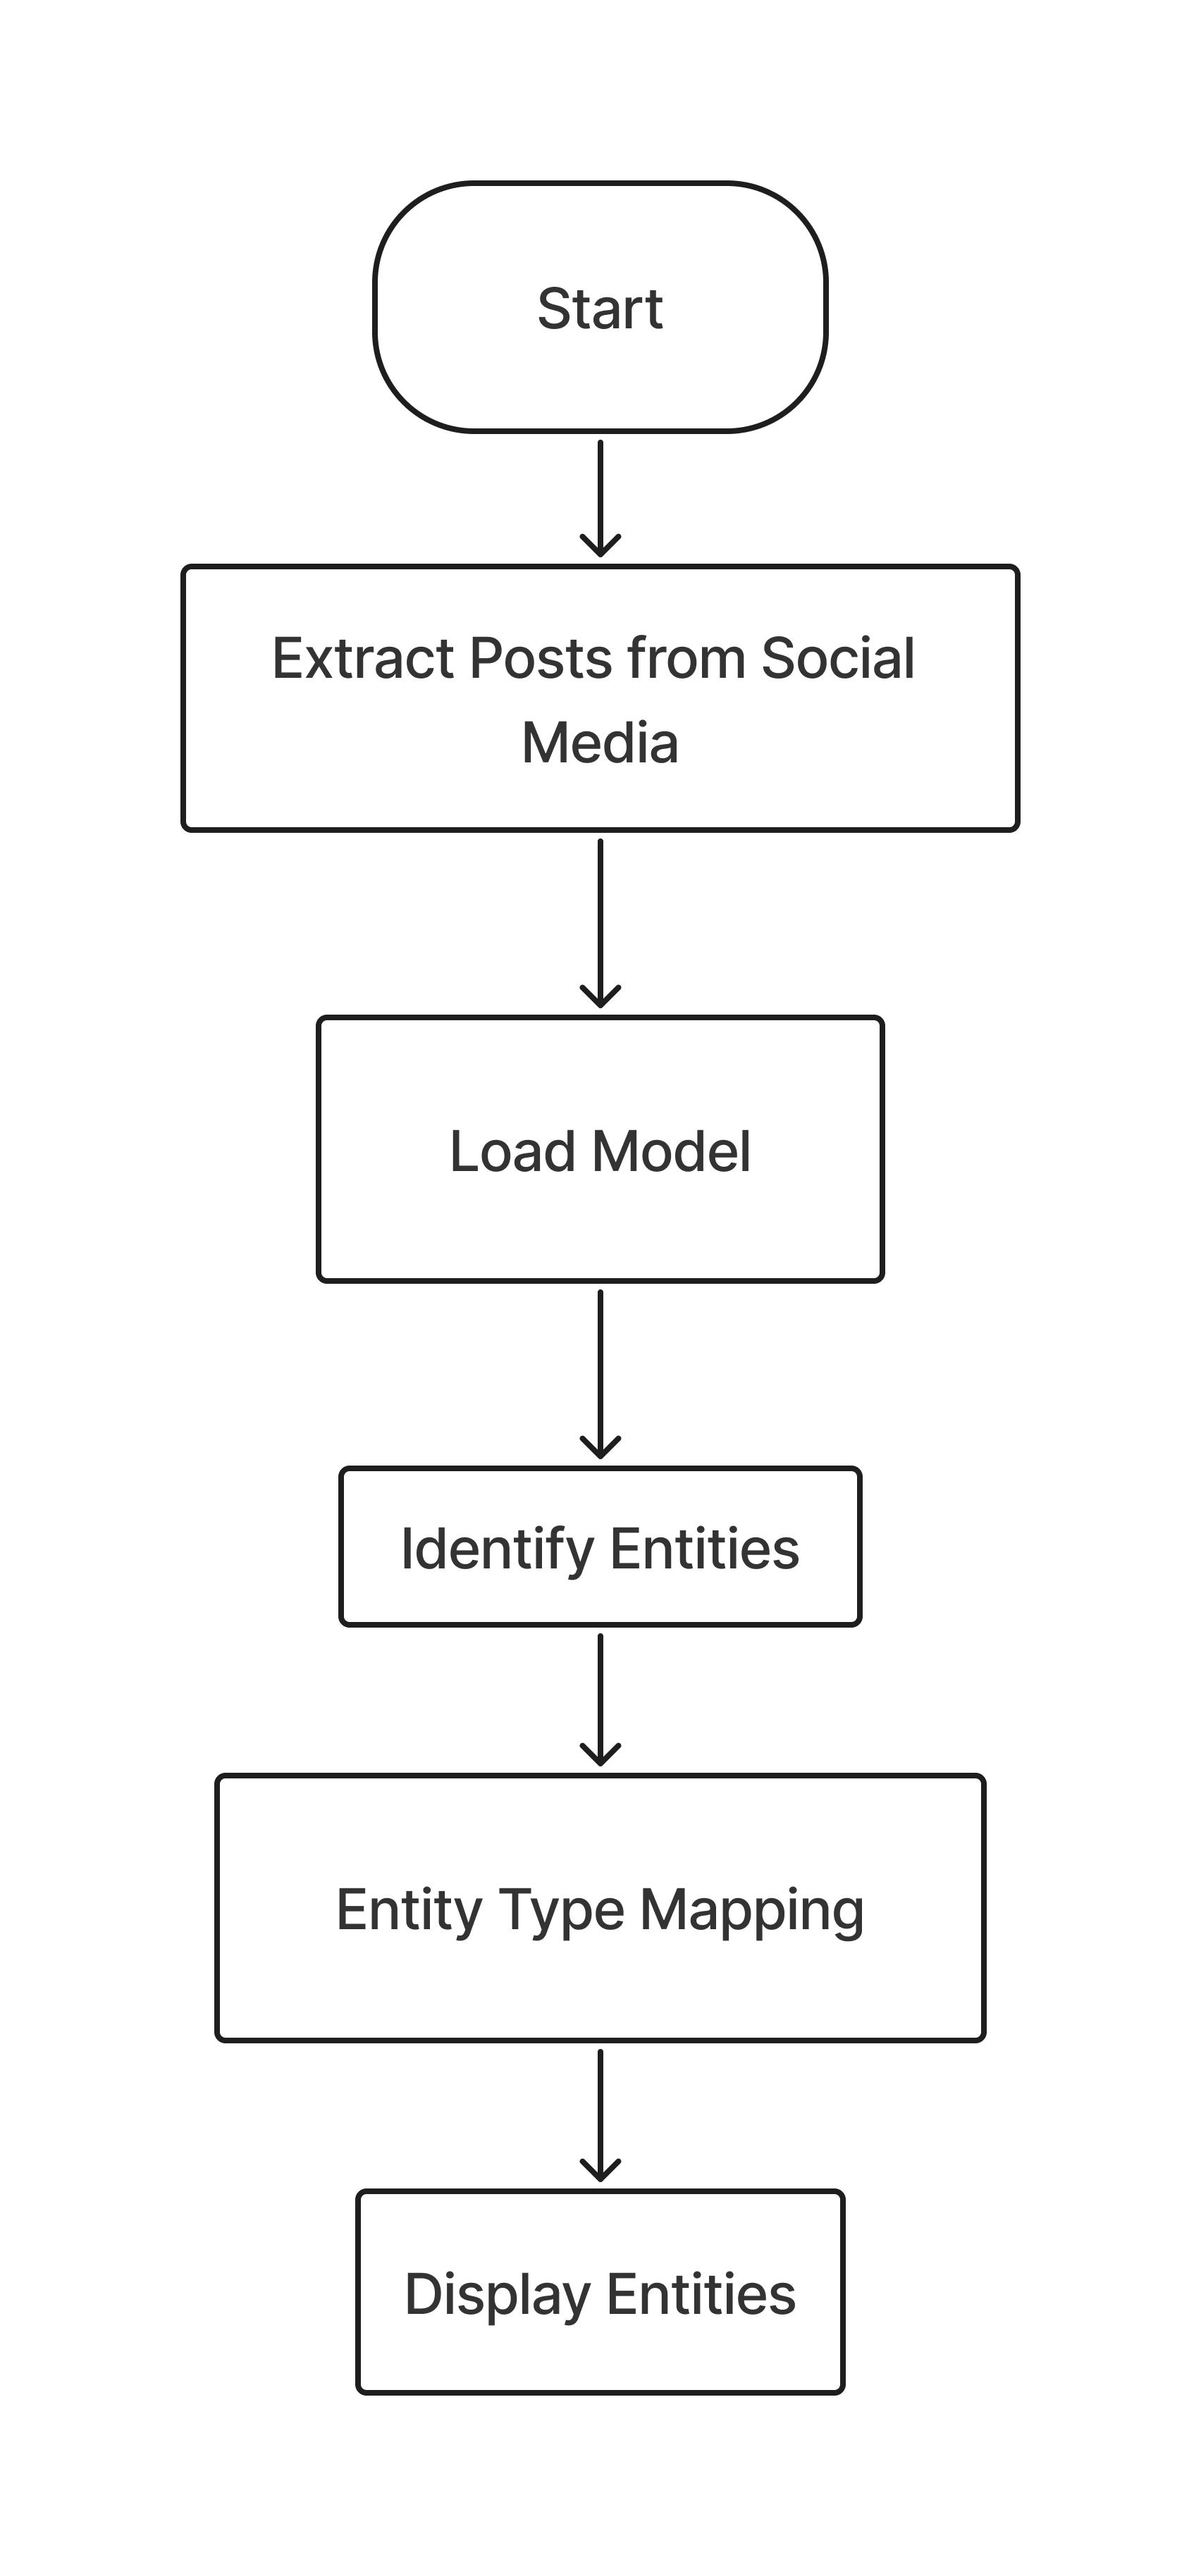 Start
Extract Posts from Social
Media
Load Model
Identify Entities
Entity Type Mapping
Display Entities